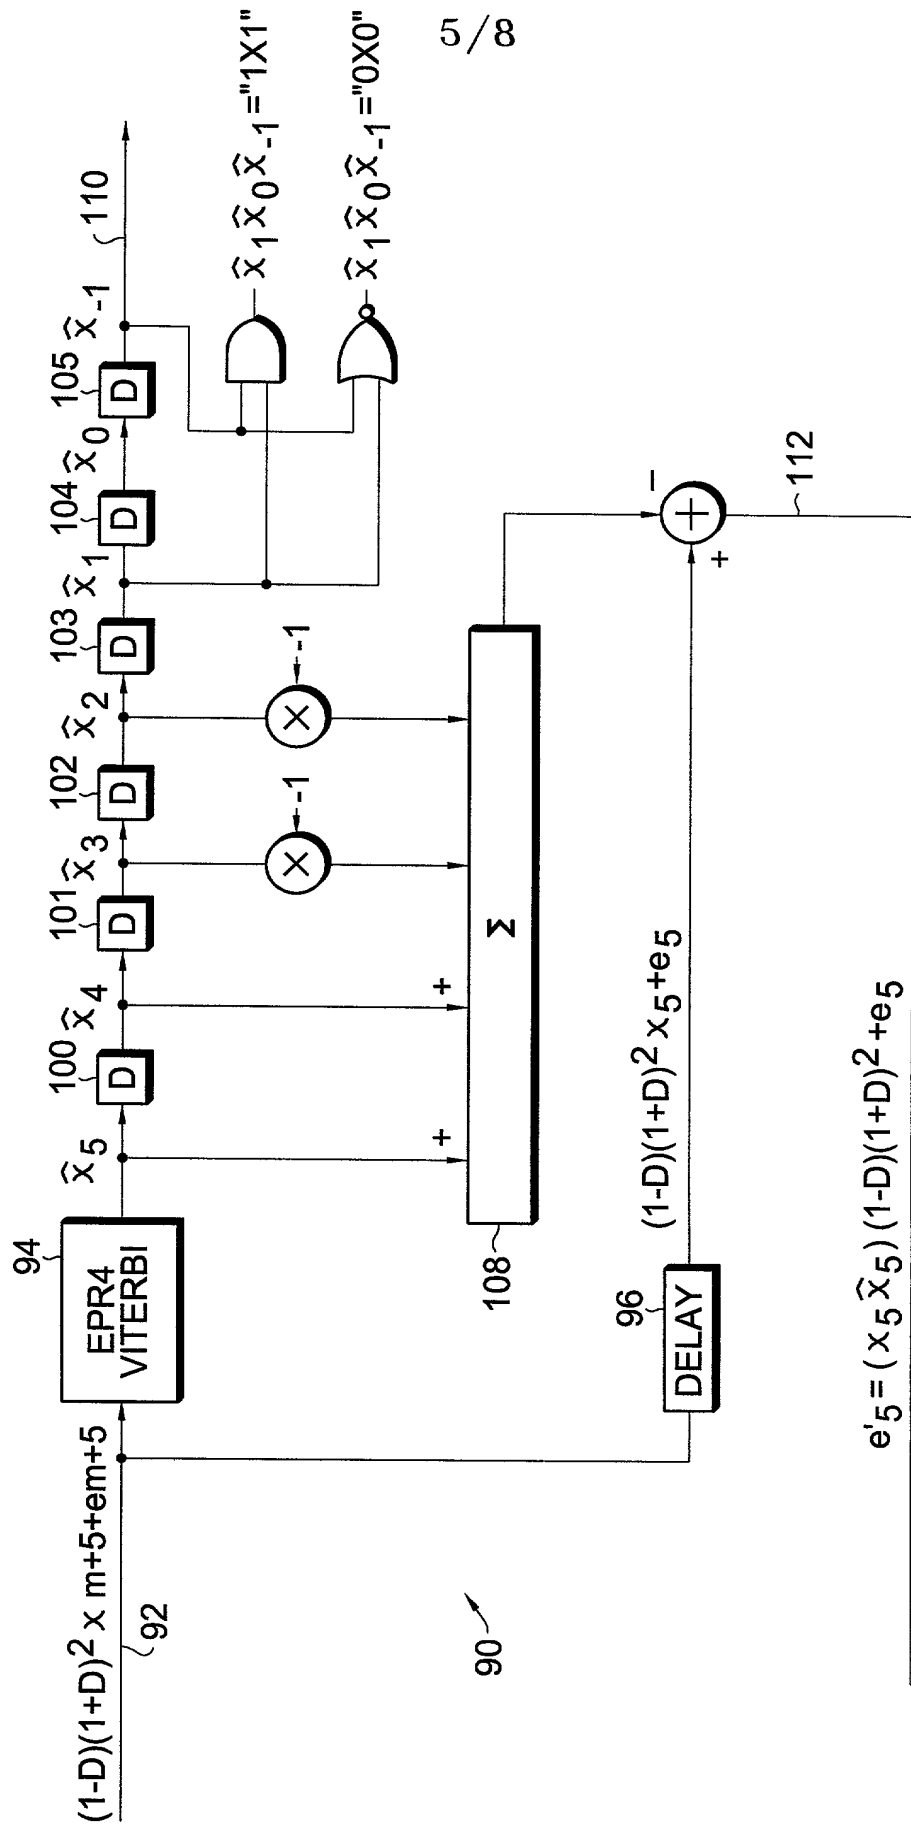 5/8
(1-D)(1+D)² x m+5+em+5
92
94
EPR4
VITERBI
x̂5
100
D
x̂4
101
D
x̂3
102
D
x̂2
103
D
x̂1
104
D
x̂0
105
D
x̂-1
110
x̂1x̂0x̂-1="1X1"
x̂1x̂0x̂-1="0X0"
×
-1
×
-1
+
+
Σ
108
90
96
DELAY
(1-D)(1+D)² x5+e5
+
−
+
112
e'5=(x5 x̂5)(1-D)(1+D)²+e5